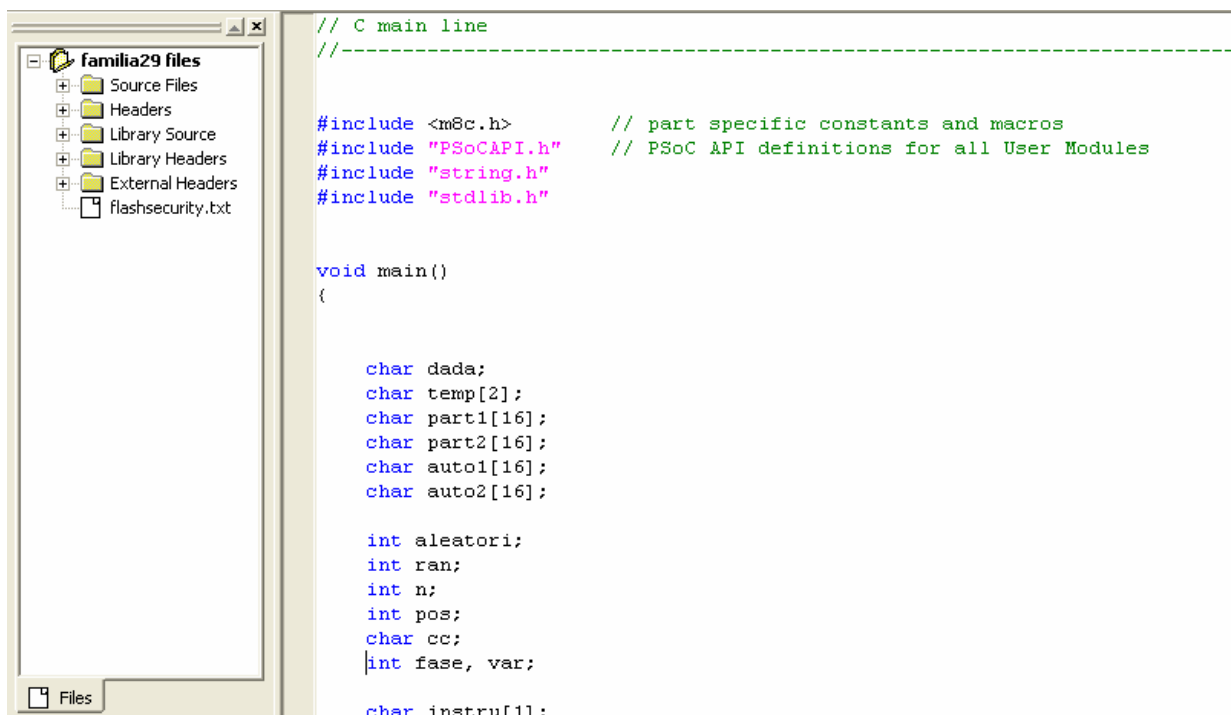 familia29 files
Source Files
Headers
Library Source
Library Headers
External Headers
flashsecurity.txt
Files
// C main line
//-------------------------------------------------------------------------
#include <m8c.h>        // part specific constants and macros
#include "PSoCAPI.h"    // PSoC API definitions for all User Modules
#include "string.h"
#include "stdlib.h"
void main()
{
char dada;
char temp[2];
char part1[16];
char part2[16];
char auto1[16];
char auto2[16];
int aleatori;
int ran;
int n;
int pos;
char cc;
int fase, var;
char instru[1];